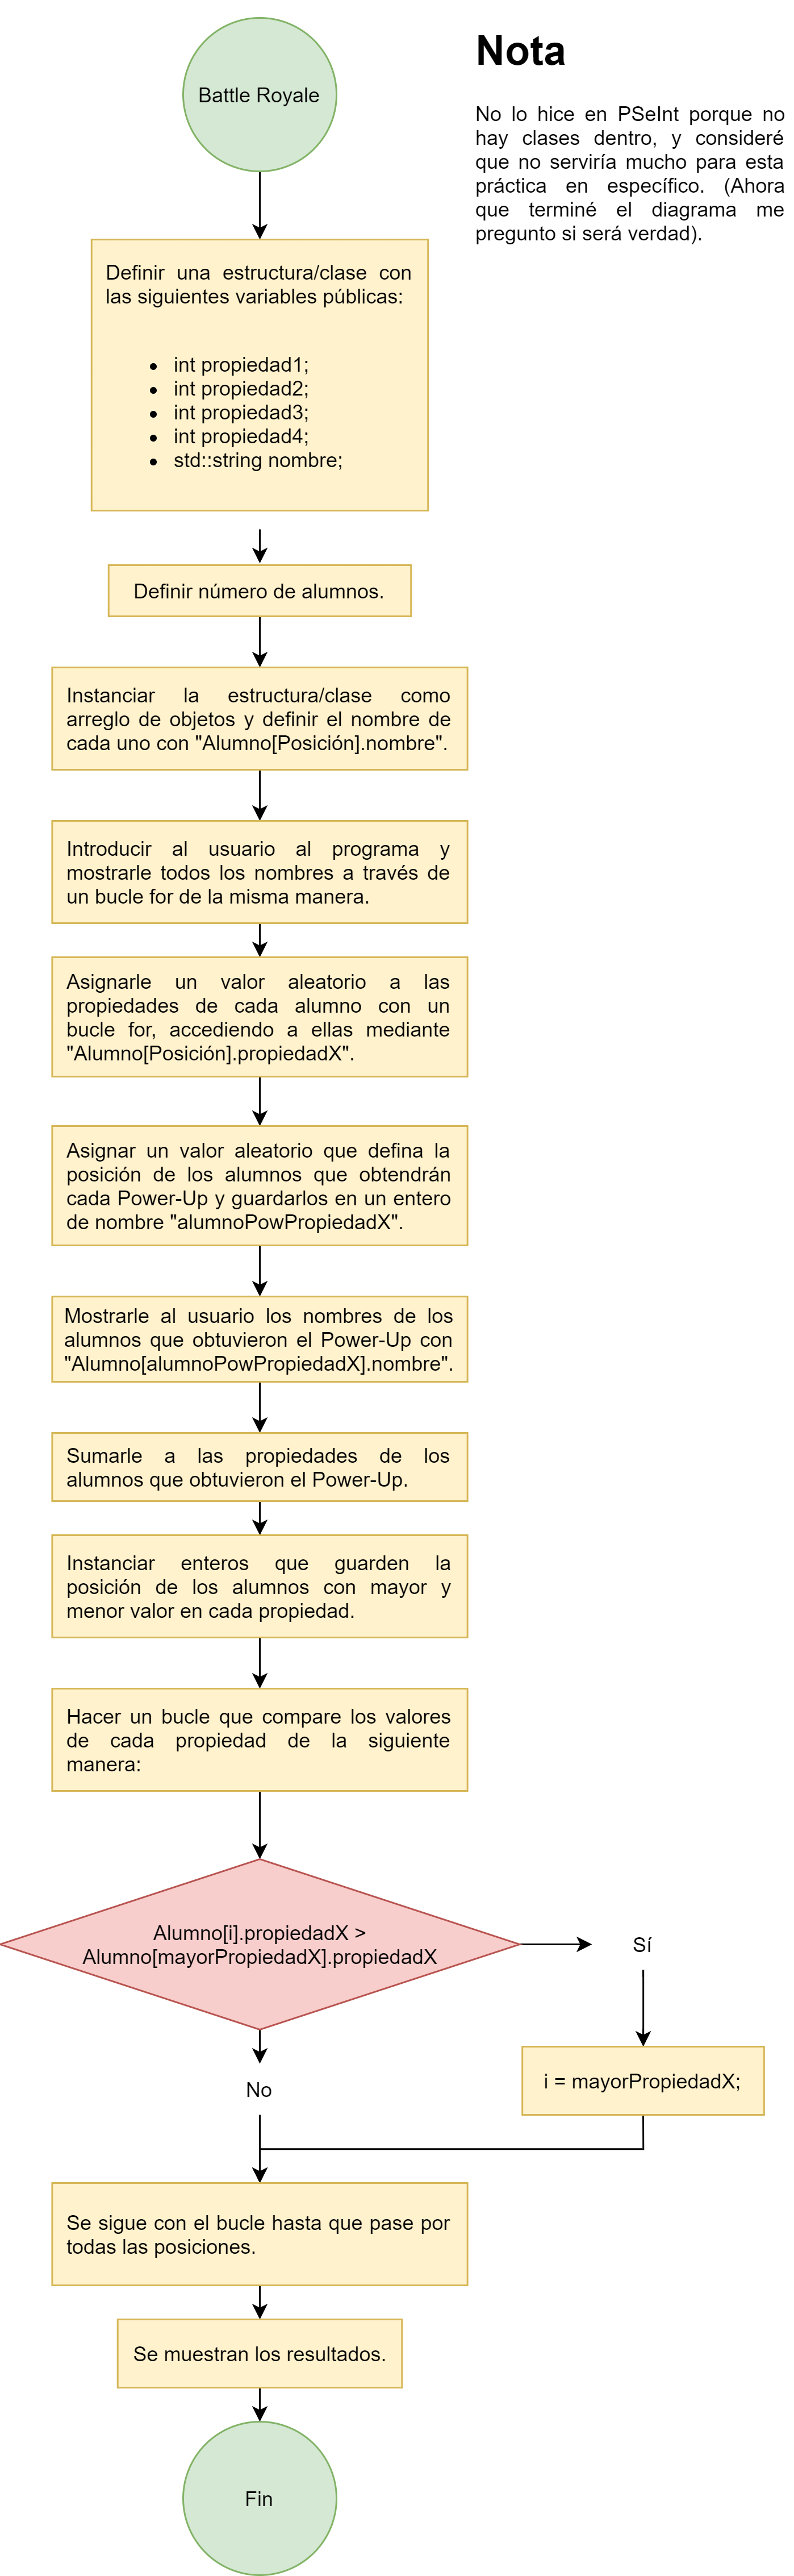 Battle Royale
Nota
No lo hice en PSeInt porque no
hay clases dentro, y consideré
que no serviría mucho para esta
práctica en específico. (Ahora
que terminé el diagrama me
pregunto si será verdad).
Definir una estructura/clase con
las siguientes variables públicas:
• int propiedad1;
• int propiedad2;
• int propiedad3;
• int propiedad4;
• std::string nombre;
Definir número de alumnos.
Instanciar la estructura/clase como
arreglo de objetos y definir el nombre de
cada uno con "Alumno[Posición].nombre".
Introducir al usuario al programa y
mostrarle todos los nombres a través de
un bucle for de la misma manera.
Asignarle un valor aleatorio a las
propiedades de cada alumno con un
bucle for, accediendo a ellas mediante
"Alumno[Posición].propiedadX".
Asignar un valor aleatorio que defina la
posición de los alumnos que obtendrán
cada Power-Up y guardarlos en un entero
de nombre "alumnoPowPropiedadX".
Mostrarle al usuario los nombres de los
alumnos que obtuvieron el Power-Up con
"Alumno[alumnoPowPropiedadX].nombre".
Sumarle a las propiedades de los
alumnos que obtuvieron el Power-Up.
Instanciar enteros que guarden la
posición de los alumnos con mayor y
menor valor en cada propiedad.
Hacer un bucle que compare los valores
de cada propiedad de la siguiente
manera:
Alumno[i].propiedadX >
Alumno[mayorPropiedadX].propiedadX
Sí
i = mayorPropiedadX;
No
Se sigue con el bucle hasta que pase por
todas las posiciones.
Se muestran los resultados.
Fin